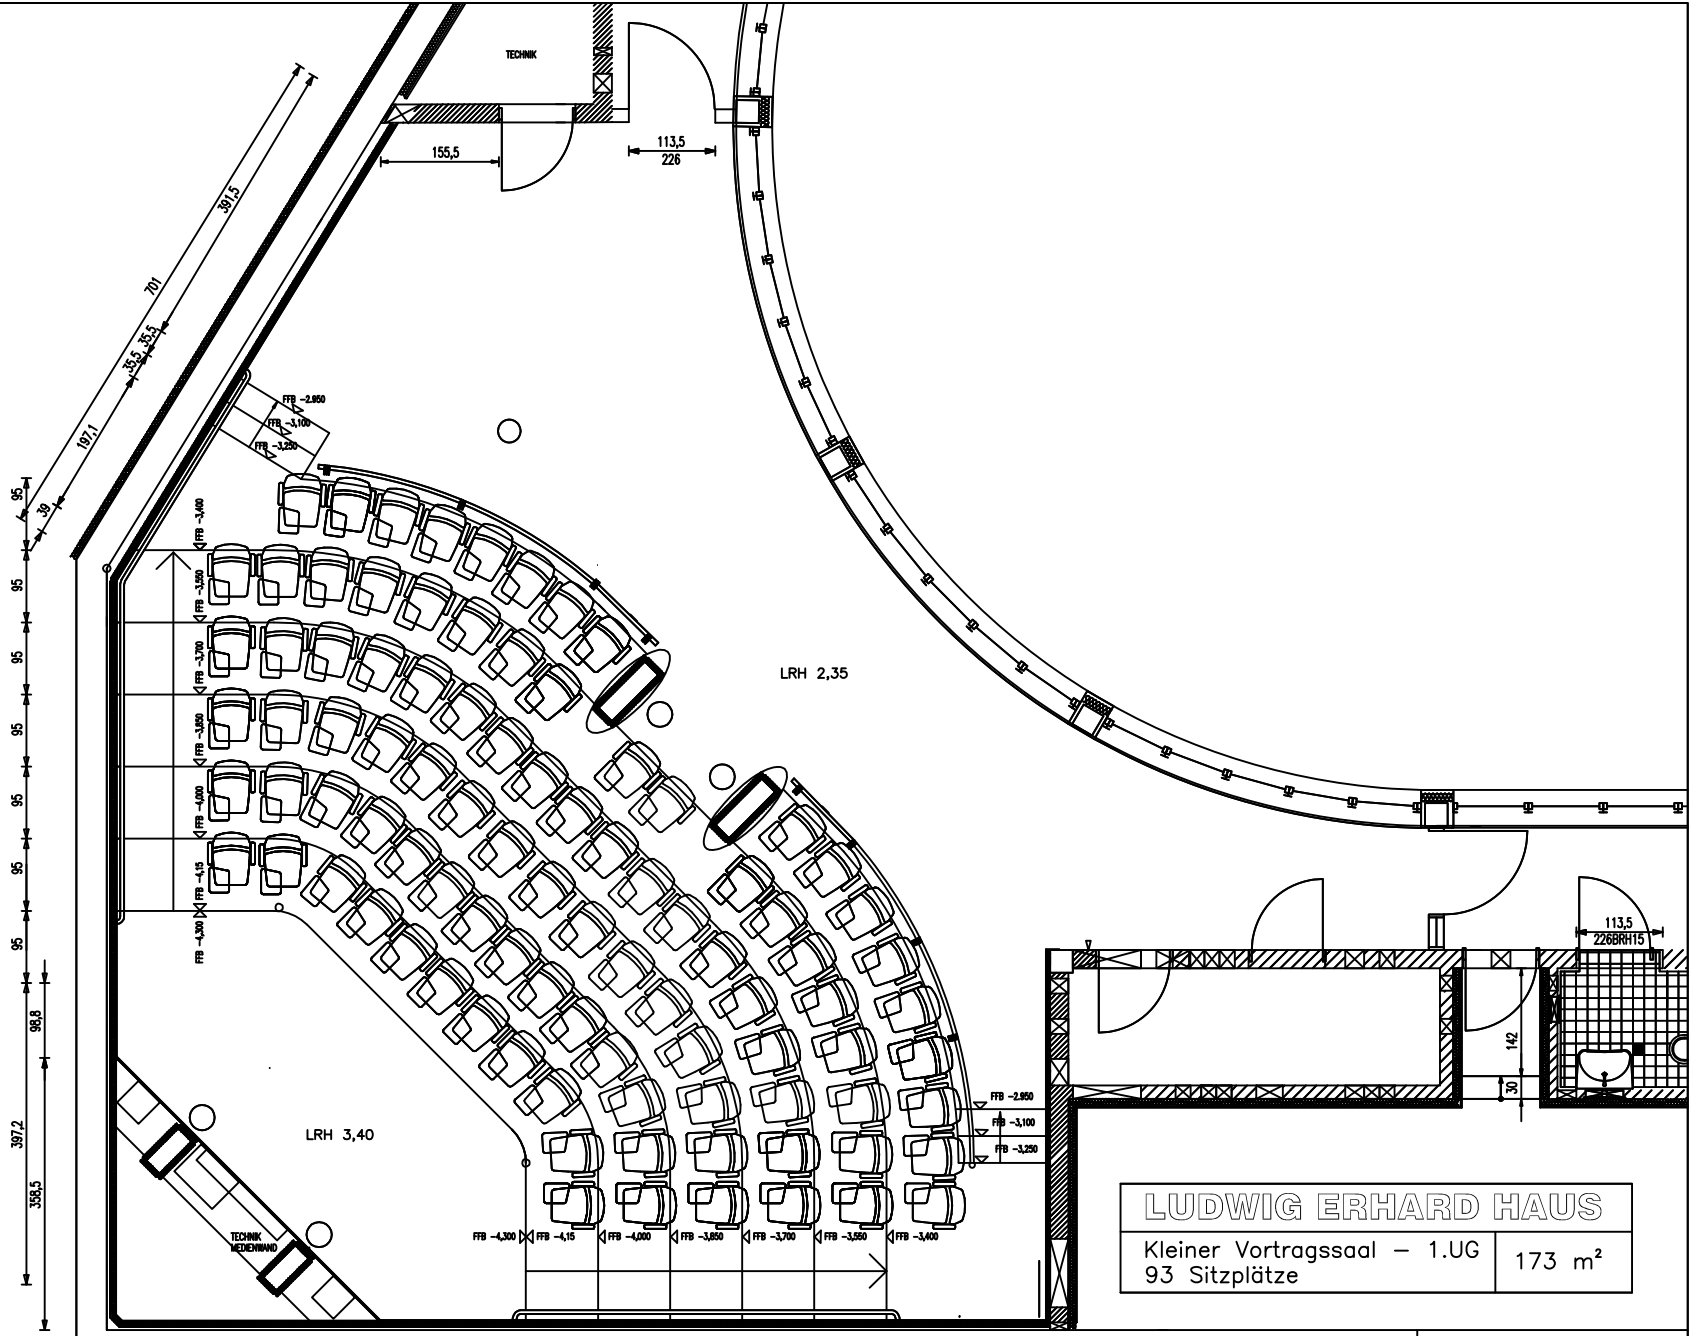 TECHNIK
155,5
113,5
226
391,5
701
35,5
35,5
197,1
39
95
95
95
95
95
95
95
98,8
397,2
358,5
FFB -2.950
FFB -3,100
FFB -3,250
FFB -3,400
FFB -3,550
FFB -3,700
FFB -3,850
FFB -4,000
FFB -4,15
FFB -4,300
LRH 2,35
LRH 3,40
TECHNIK
MEDIENWAND
113,5
226BRH15
142
30
FFB -2.950
FFB -3,100
FFB -3,250
FFB -4,300
FFB -4,15
FFB -4,000
FFB -3,850
FFB -3,700
FFB -3,550
FFB -3,400
LUDWIG ERHARD HAUS
Kleiner Vortragssaal - 1.UG
93 Sitzplätze
173 m²